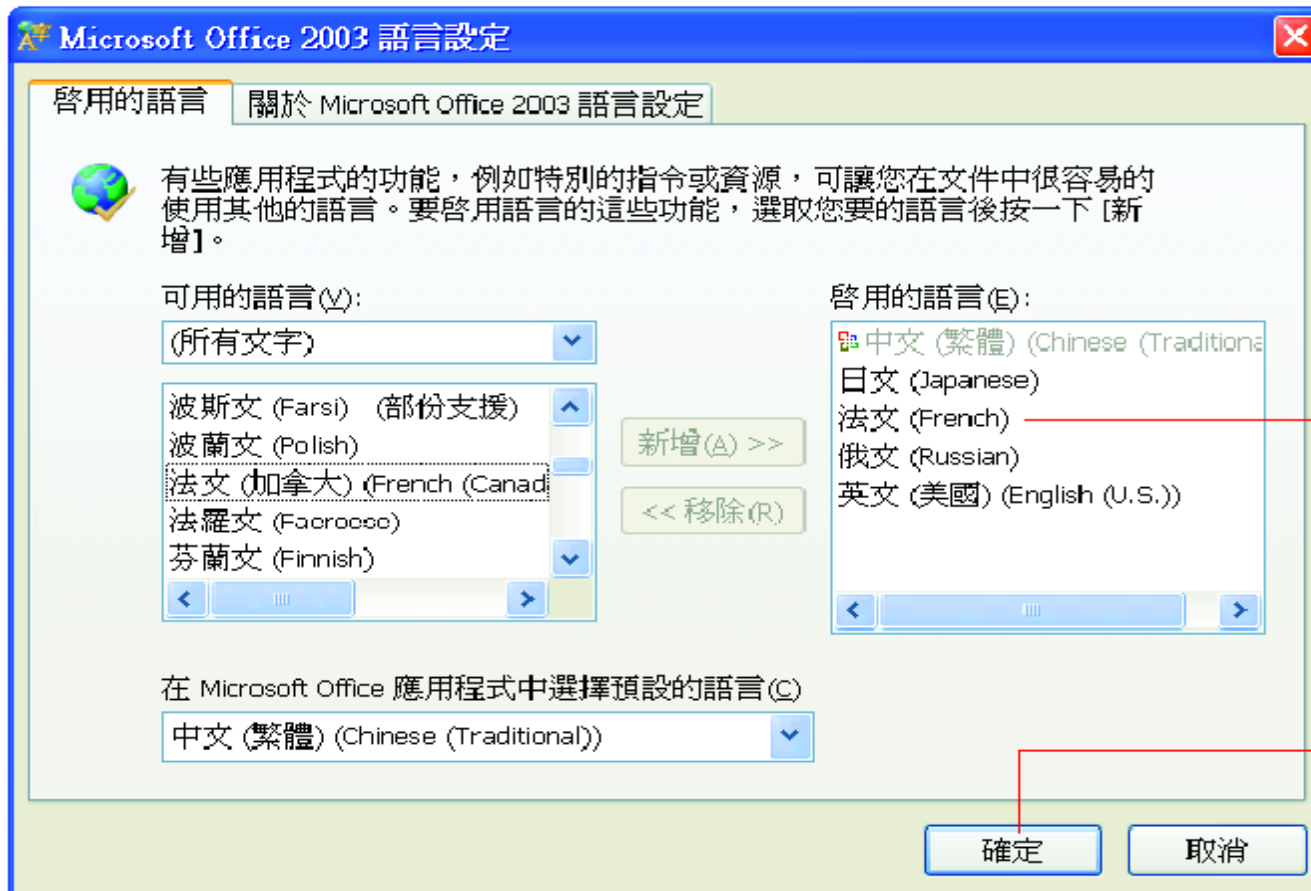 Microsoft Office 2003 語言設定
啓用的語言
關於 Microsoft Office 2003 語言設定
有些應用程式的功能，例如特別的指令或資源，可讓您在文件中很容易的
使用其他的語言。要啓用語言的這些功能，選取您要的語言後按一下 [新
增]。
可用的語言(V):
(所有文字)
波斯文 (Farsi) (部份支援)
波蘭文 (Polish)
法文 (加拿大) (French (Canad
法羅文 (Faeroese)
芬蘭文 (Finnish)
新增(A) >>
<< 移除(R)
啓用的語言(E):
中文 (繁體) (Chinese (Traditiona
日文 (Japanese)
法文 (French)
俄文 (Russian)
英文 (美國) (English (U.S.))
在 Microsoft Office 應用程式中選擇預設的語言(C)
中文 (繁體) (Chinese (Traditional))
確定
取消